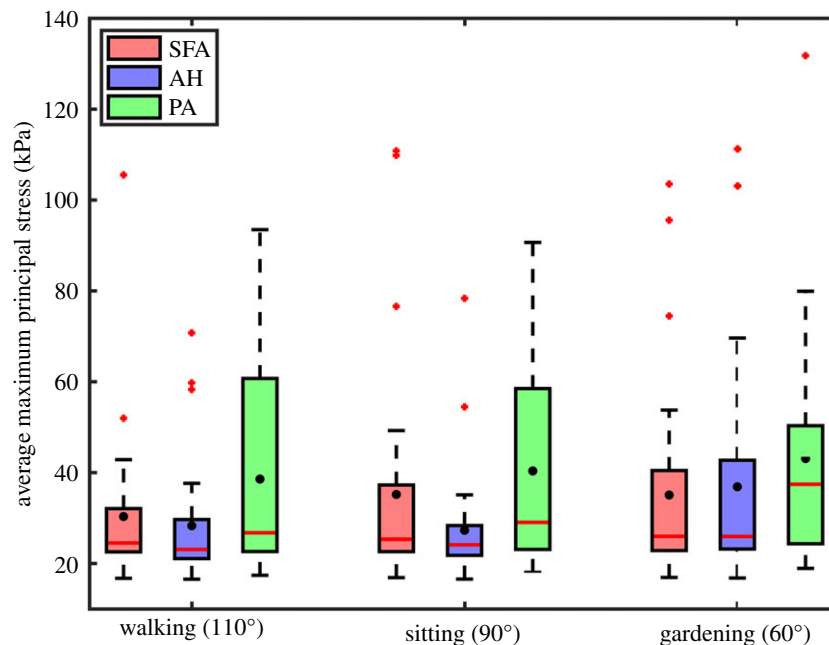 140
120
100
80
60
40
20
average maximum principal stress (kPa)
SFA
AH
PA
walking (110°)
sitting (90°)
gardening (60°)